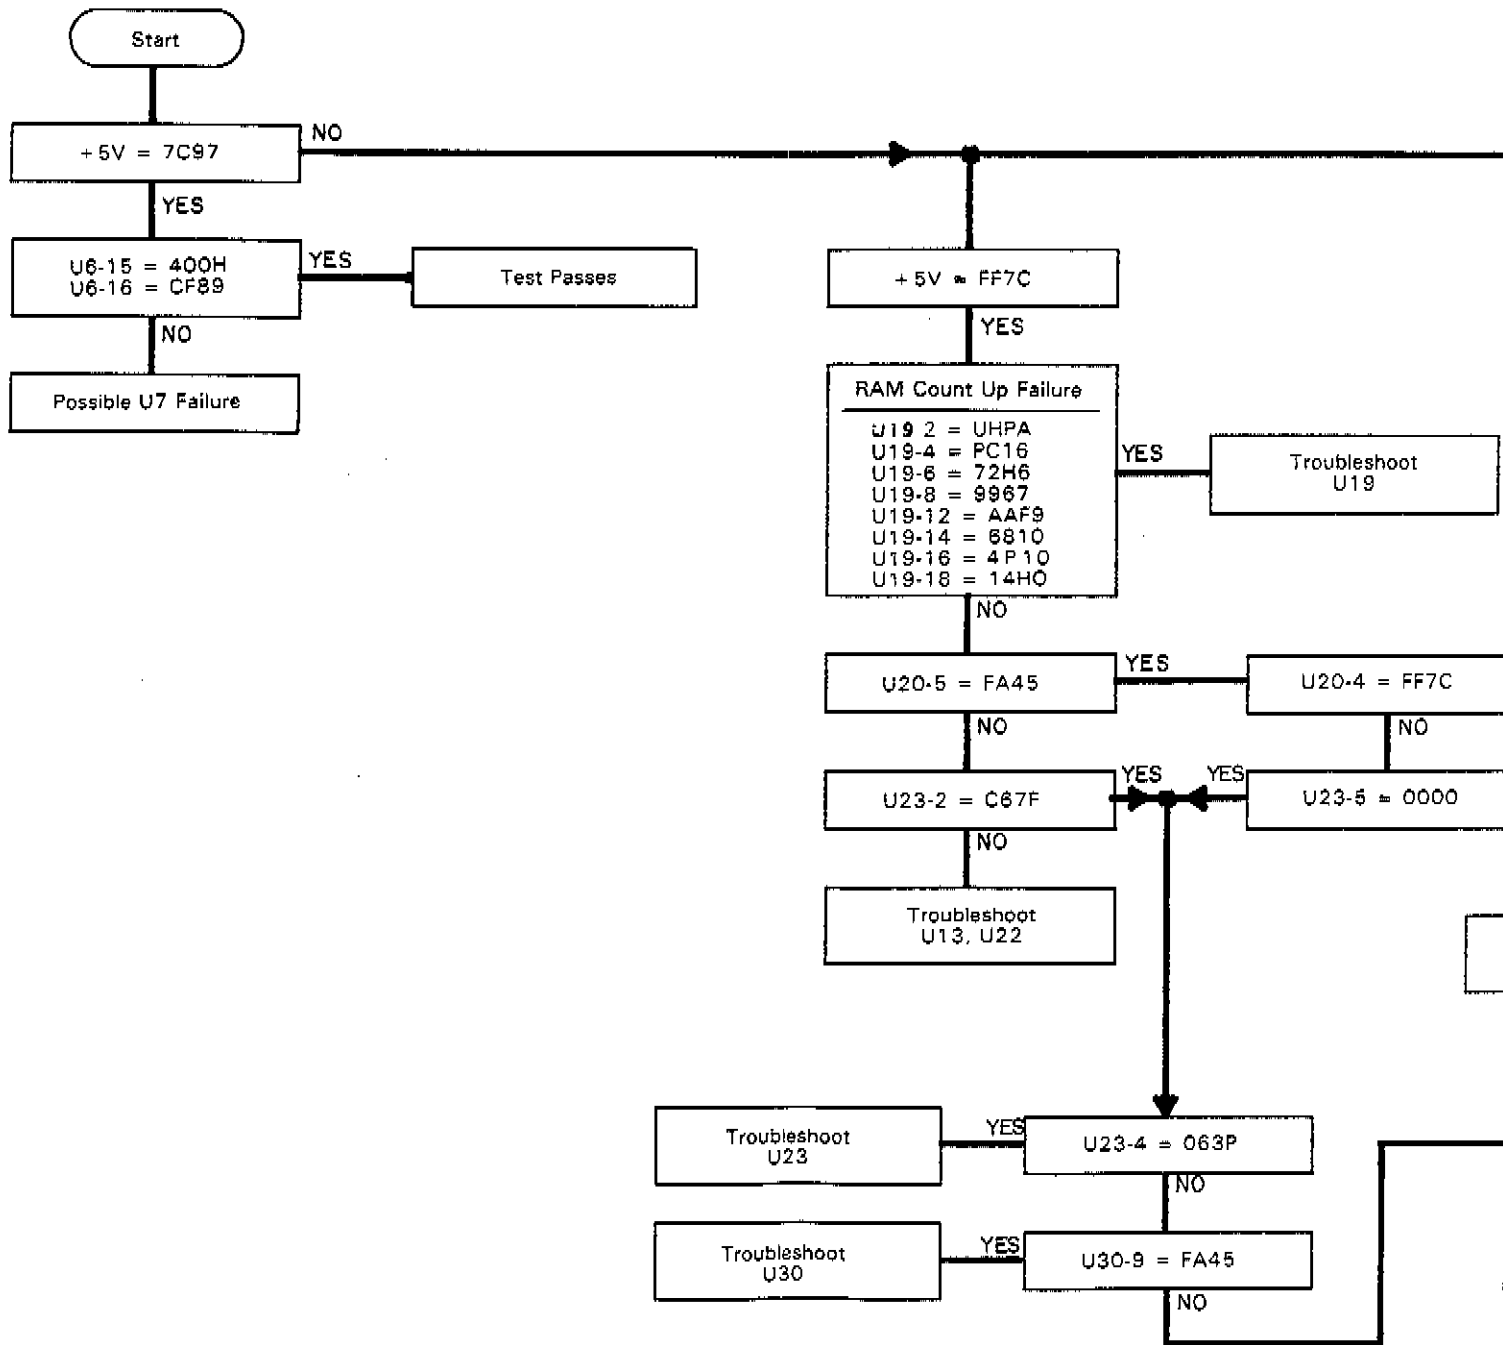 Start
+5V = 7C97
NO
YES
U6-15 = 400H
U6-16 = CF89
YES
Test Passes
NO
Possible U7 Failure
+5V = FF7C
YES
RAM Count Up Failure
U19 2 = UHPA
U19-4 = PC16
U19-6 = 72H6
U19-8 = 9967
U19-12 = AAF9
U19-14 = 6810
U19-16 = 4P10
U19-18 = 14H0
YES
Troubleshoot
U19
NO
U20-5 = FA45
YES
U20-4 = FF7C
NO
NO
U23-2 = C67F
YES
YES
U23-5 = 0000
NO
Troubleshoot
U13, U22
Troubleshoot
U23
YES
U23-4 = 063P
NO
Troubleshoot
U30
YES
U30-9 = FA45
NO